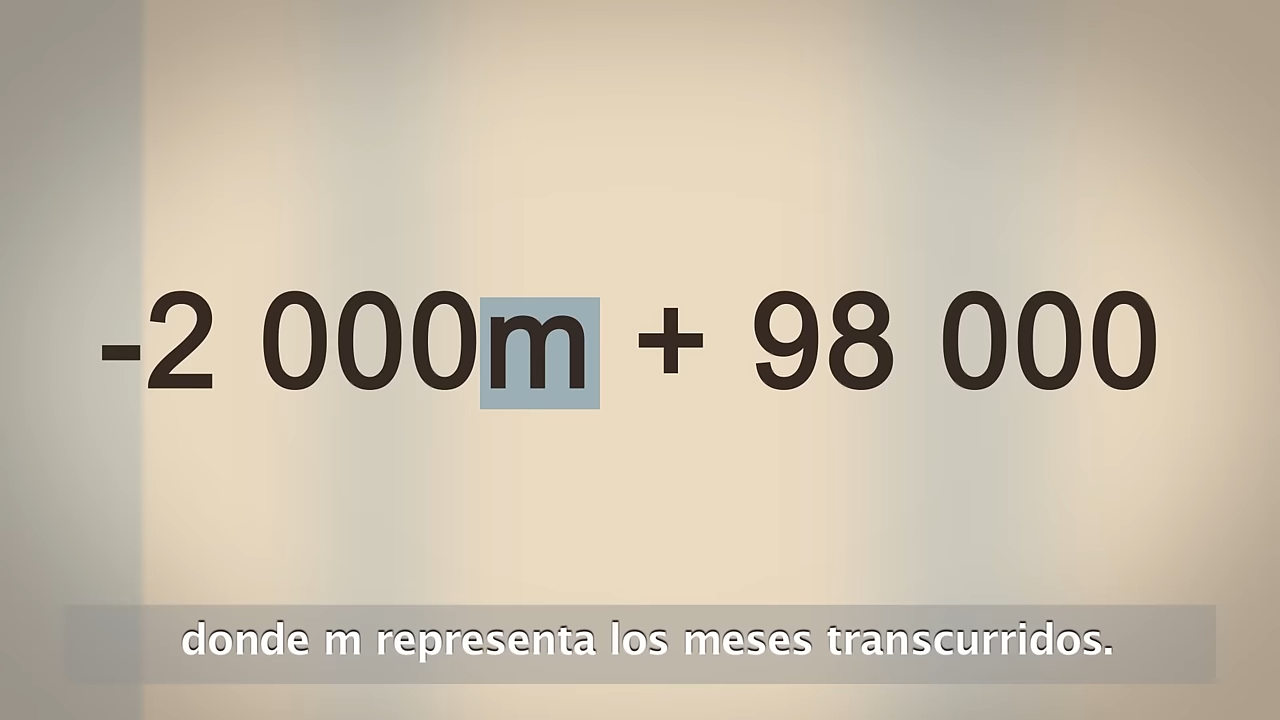 -2 000m + 98 000
donde m representa los meses transcurridos.